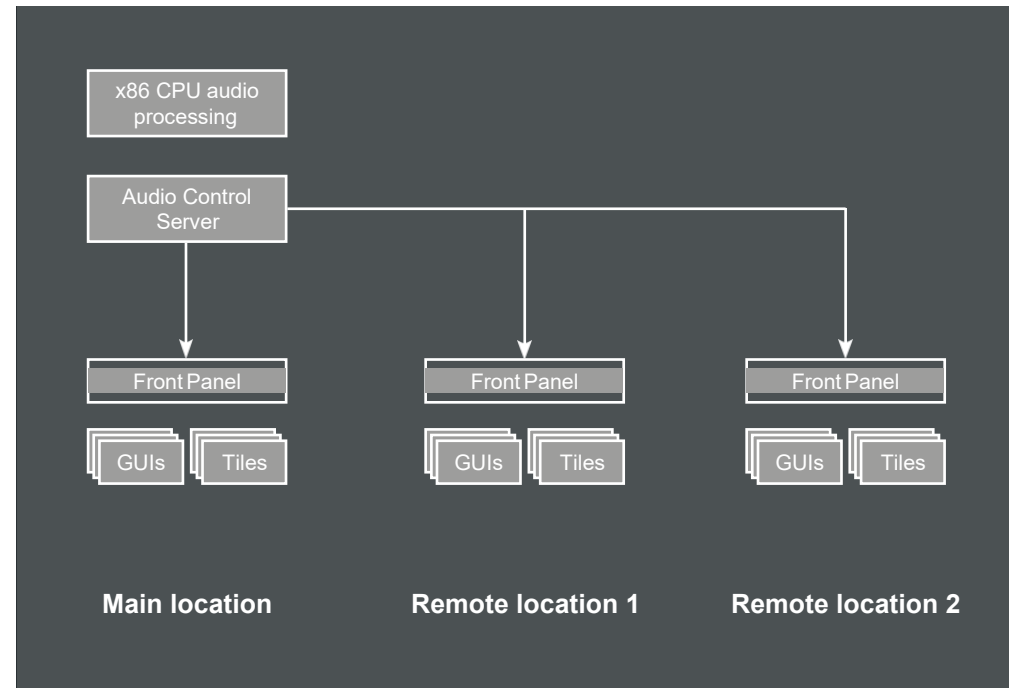 x86 CPU audio
processing
Audio Control
Server
Front Panel
Front Panel
Front Panel
GUIs
Tiles
GUIs
Tiles
GUIs
Tiles
Main location
Remote location 1
Remote location 2